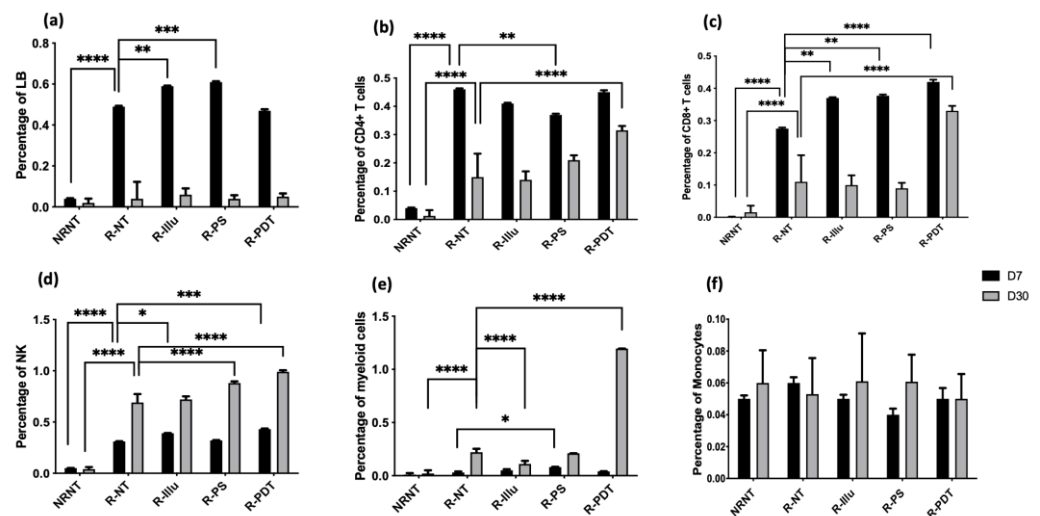 (a)
***
**
****
Percentage of LB
0.8
0.6
0.4
0.2
0.0
NRNT
R-NT
R-Illu
R-PS
R-PDT
(b)
****
**
****
****
Percentage of CD4+ T cells
0.5
0.4
0.3
0.2
0.1
0.0
NRNT
R-NT
R-Illu
R-PS
R-PDT
(c)
****
**
**
****
****
****
Percentage of CD8+ T cells
0.5
0.4
0.3
0.2
0.1
0.0
NRNT
R-NT
R-Illu
R-PS
R-PDT
(d)
***
****
*
****
****
****
Percentage of NK
1.5
1.0
0.5
0.0
NRNT
R-NT
R-Illu
R-PS
R-PDT
(e)
****
****
****
*
Percentage of myeloid cells
1.5
1.0
0.5
0.0
NRNT
R-NT
R-Illu
R-PS
R-PDT
(f)
D7
D30
Percentage of Monocytes
0.10
0.08
0.06
0.04
0.02
0.00
NRNT
R-NT
R-Illu
R-PS
R-PDT